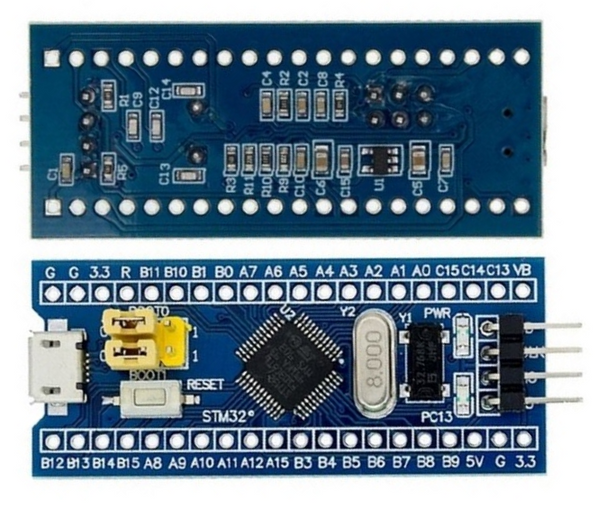 C14
C4 R2 C2 C8 R4
R1 C9 C12
C1 R5 C13 R3 R11 R10 R9 C10 C6 C15 U1 C5 C7
G G 3.3 R B11 B10 B1 B0 A7 A6 A5 A4 A3 A2 A1 A0 C15 C14 C13 VB
BOOT0 U2 Y2 Y1 PWR
1
8.000
1
BOOT1
RESET
STM32
PC13
B12 B13 B14 B15 A8 A9 A10 A11 A12 A15 B3 B4 B5 B6 B7 B8 B9 5V G 3.3